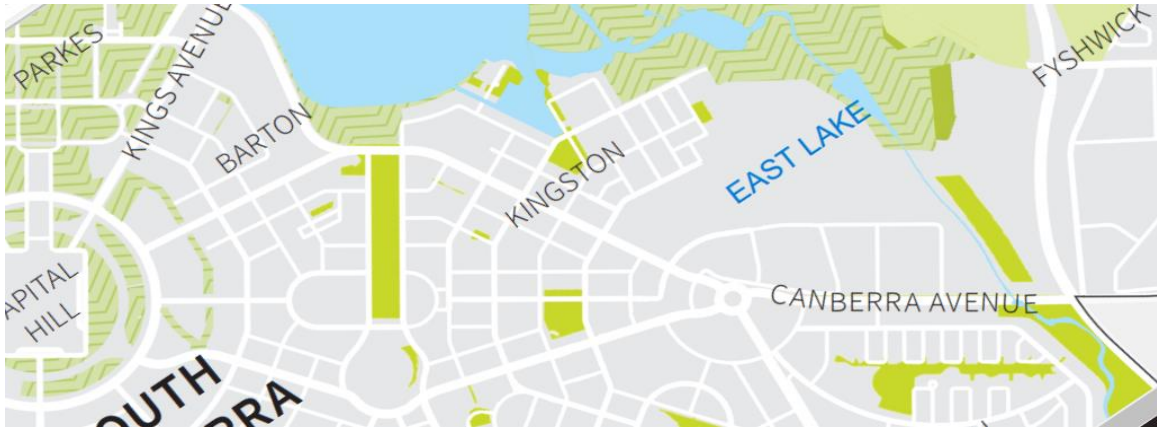 PARKES
KINGS AVENUE
BARTON
FYSHWICK
EAST LAKE
KINGSTON
APITAL
HILL
CANBERRA AVENUE
OUTH
RRA